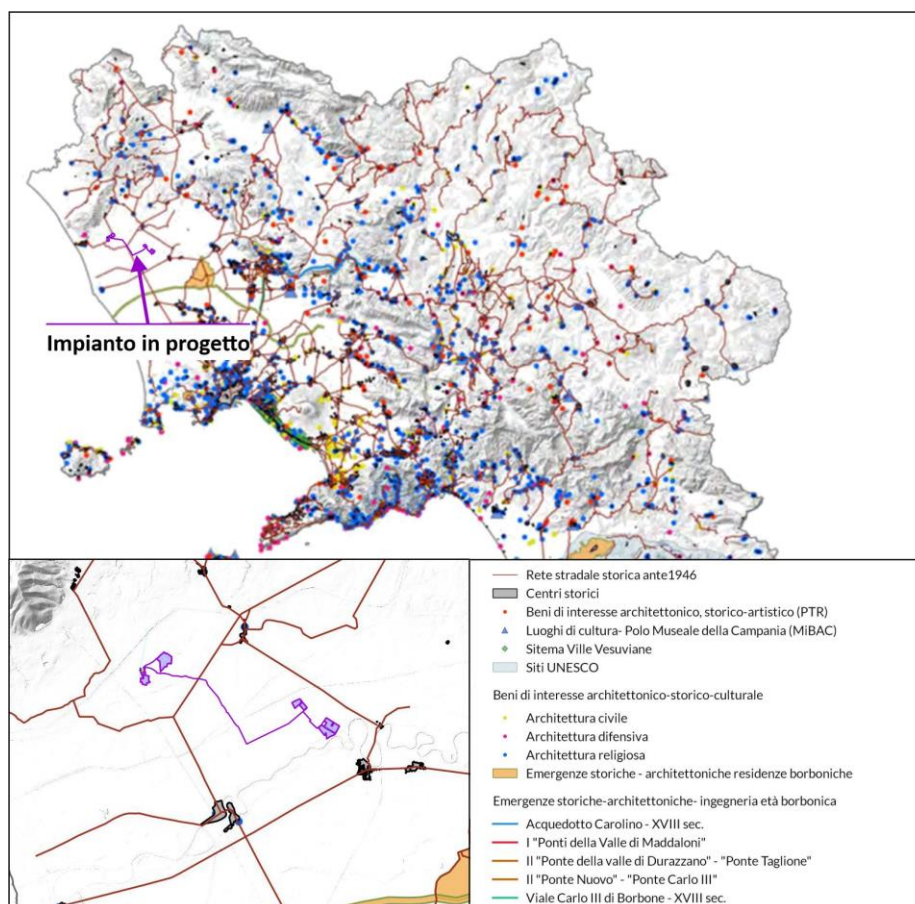 Impianto in progetto
Rete stradale storica ante1946
Centri storici
Beni di interesse architettonico, storico-artistico (PTR)
Luoghi di cultura- Polo Museale della Campania (MiBAC)
Sitema Ville Vesuviane
Siti UNESCO
Beni di interesse architettonico-storico-culturale
Architettura civile
Architettura difensiva
Architettura religiosa
Emergenze storiche - architettoniche residenze borboniche
Emergenze storiche-architettoniche- ingegneria età borbonica
Acquedotto Carolino - XVIII sec.
I "Ponti della Valle di Maddaloni"
Il "Ponte della valle di Durazzano" - "Ponte Taglione"
Il "Ponte Nuovo" - "Ponte Carlo III"
Viale Carlo III di Borbone - XVIII sec.